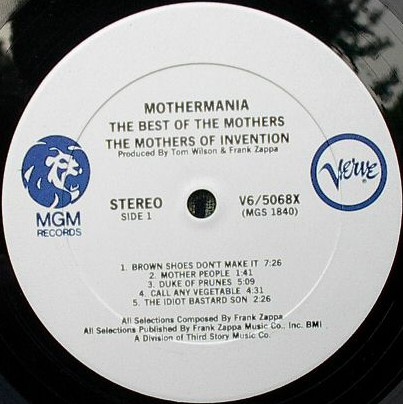 MOTHERMANIA
THE BEST OF THE MOTHERS
THE MOTHERS OF INVENTION
Produced By Tom Wilson & Frank Zappa
MGM
RECORDS
STEREO
SIDE 1
V6/5068X
(MGS 1840)
Verve
1. BROWN SHOES DON'T MAKE IT 7:26
2. MOTHER PEOPLE 1:41
3. DUKE OF PRUNES 5:09
4. CALL ANY VEGETABLE 4:31
5. THE IDIOT BASTARD SON 2:26
All Selections Composed By Frank Zappa
All Selections Published By Frank Zappa Music Co., Inc. BMI
A Division of Third Story Music Co.